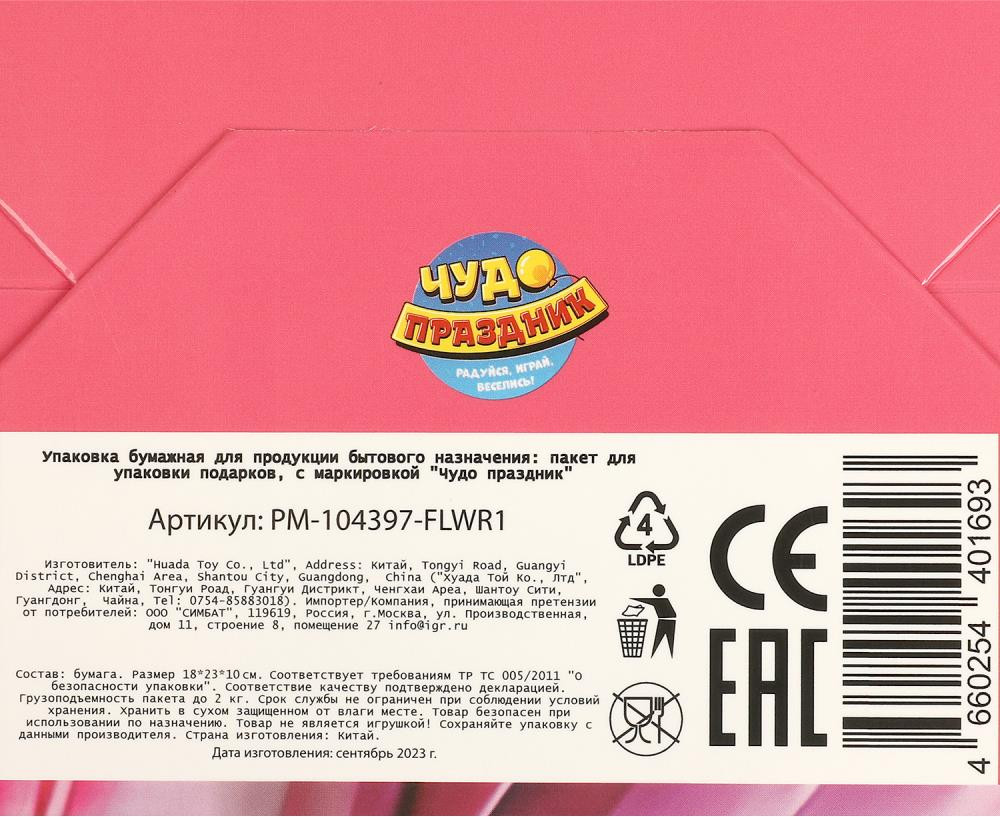 ЧУДО
ПРАЗДНИК
РАДУЙСЯ, ИГРАЙ,
ВЕСЕЛИСЬ!
Упаковка бумажная для продукции бытового назначения: пакет для
упаковки подарков, с маркировкой "Чудо праздник"
Артикул: PM-104397-FLWR1
Изготовитель: "Huada Toy Co., Ltd", Address: Китай, Tongyi Road, Guangyi
District, Chenghai Area, Shantou City, Guangdong, China ("Хуада Той Ко., Лтд",
Адрес: Китай, Тонгуи Роад, Гуангуи Дистрикт, Ченгхаи Ареа, Шантоу Сити,
Гуангдонг, Чайна, Tel: 0754-85883018). Импортер/Компания, принимающая претензии
от потребителей: ООО "СИМБАТ", 119619, Россия, г.Москва, ул. Производственная,
дом 11, строение 8, помещение 27 info@igr.ru
Состав: бумага. Размер 18*23*10 см. Соответствует требованиям ТР ТС 005/2011 "О
безопасности упаковки". Соответствие качеству подтверждено декларацией.
Грузоподъемность пакета до 2 кг. Срок службы не ограничен при соблюдении условий
хранения. Хранить в сухом защищенном от влаги месте. Товар безопасен при
использовании по назначению. Товар не является игрушкой! Сохраняйте упаковку с
данными производителя. Страна изготовления: Китай.
Дата изготовления: сентябрь 2023 г.
4
LDPE
CE
EAC
4 660254 401693